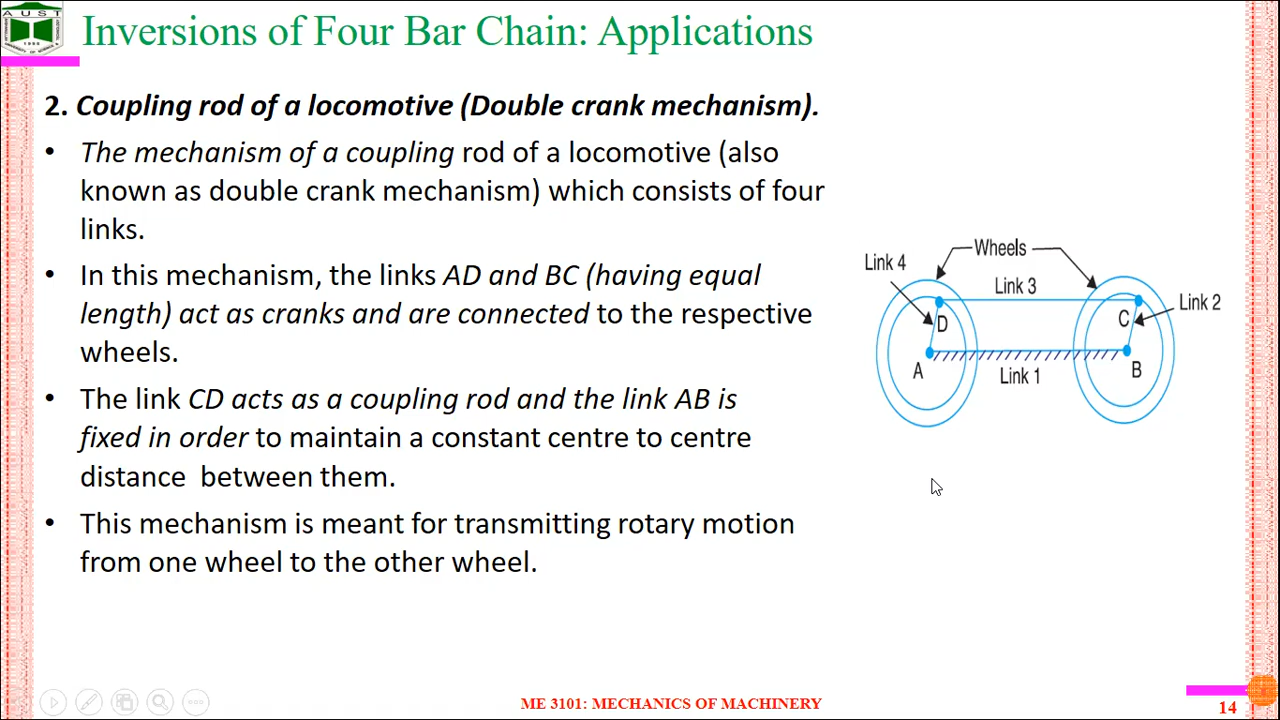 AUST
Inversions of Four Bar Chain: Applications
2. Coupling rod of a locomotive (Double crank mechanism).
• The mechanism of a coupling rod of a locomotive (also
known as double crank mechanism) which consists of four
links.
• In this mechanism, the links AD and BC (having equal
length) act as cranks and are connected to the respective
wheels.
• The link CD acts as a coupling rod and the link AB is
fixed in order to maintain a constant centre to centre
distance  between them.
• This mechanism is meant for transmitting rotary motion
from one wheel to the other wheel.
Wheels
Link 4
Link 3
Link 2
C
D
A
Link 1
B
ME 3101: MECHANICS OF MACHINERY
14